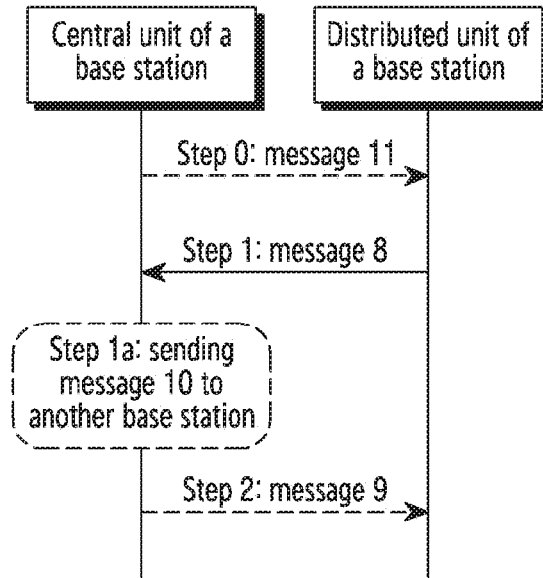 Central unit of a
base station
Distributed unit of
a base station
Step 0: message 11
Step 1: message 8
Step 1a: sending
message 10 to
another base station
Step 2: message 9